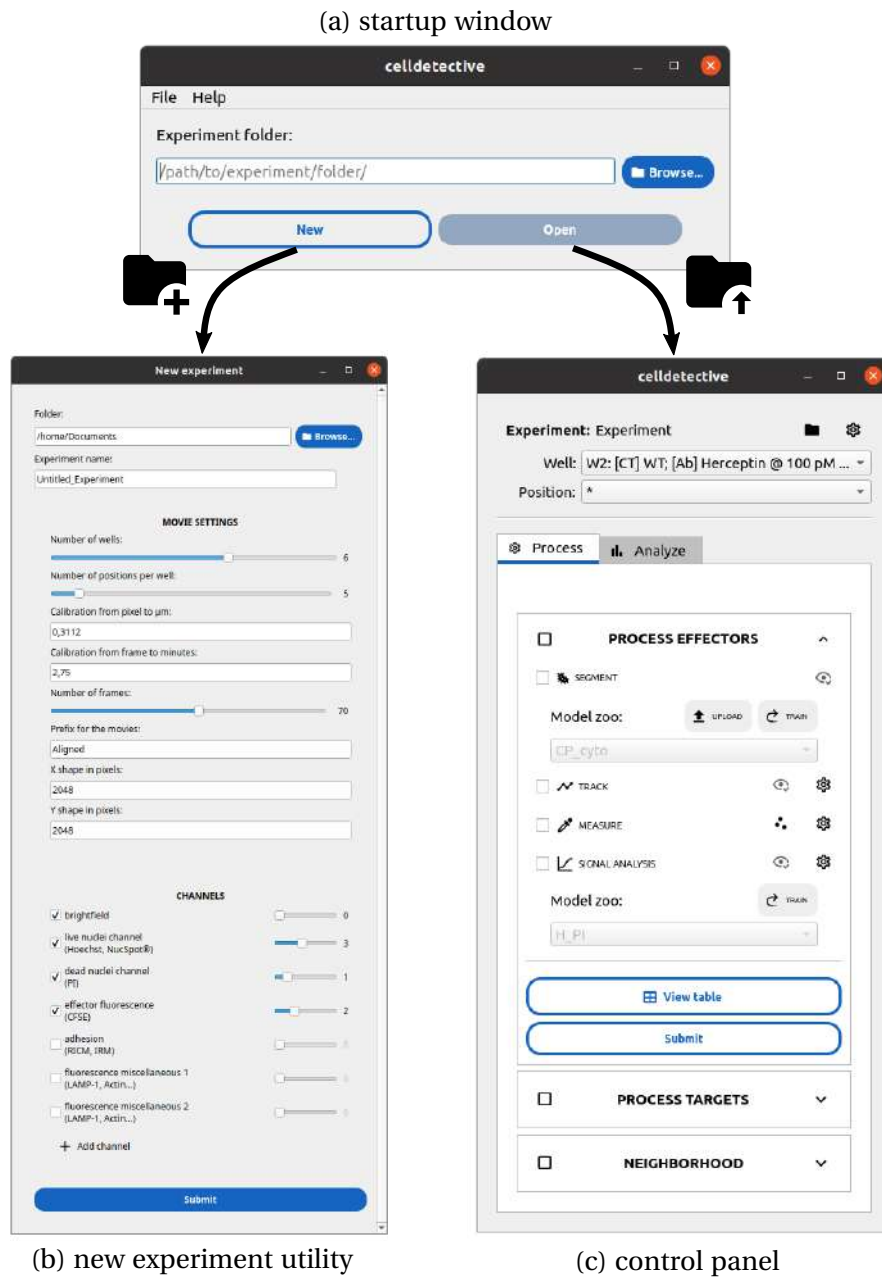 (a) startup window
celldetective
File Help
Experiment folder:
/path/to/experiment/folder/
Browse...
New
Open
New experiment
Folder:
/home/Documents
Browse...
Experiment name:
Untitled_Experiment
MOVIE SETTINGS
Number of wells:
6
Number of positions per well:
5
Calibration from pixel to µm:
0,3112
Calibration from frame to minutes:
2,75
Number of frames:
70
Prefix for the movies:
Aligned
X shape in pixels:
2048
Y shape in pixels:
2048
CHANNELS
brightfield 0
live nuclei channel
(Hoechst, NucSpot®) 3
dead nuclei channel
(PI) 1
effector fluorescence
(CFSE) 2
adhesion
(RICM, IRM) 0
fluorescence miscellaneous 1
(LAMP-1, Actin...) 0
fluorescence miscellaneous 2
(LAMP-1, Actin...) 0
+ Add channel
Submit
(b) new experiment utility
celldetective
Experiment: Experiment
Well: W2: [CT] WT; [Ab] Herceptin @ 100 pM ...
Position: *
Process
Analyze
PROCESS EFFECTORS
SEGMENT
Model zoo: UPLOAD TRAIN
CP_cyto
TRACK
MEASURE
SIGNAL ANALYSIS
Model zoo: TRAIN
H_PI
View table
Submit
PROCESS TARGETS
NEIGHBORHOOD
(c) control panel